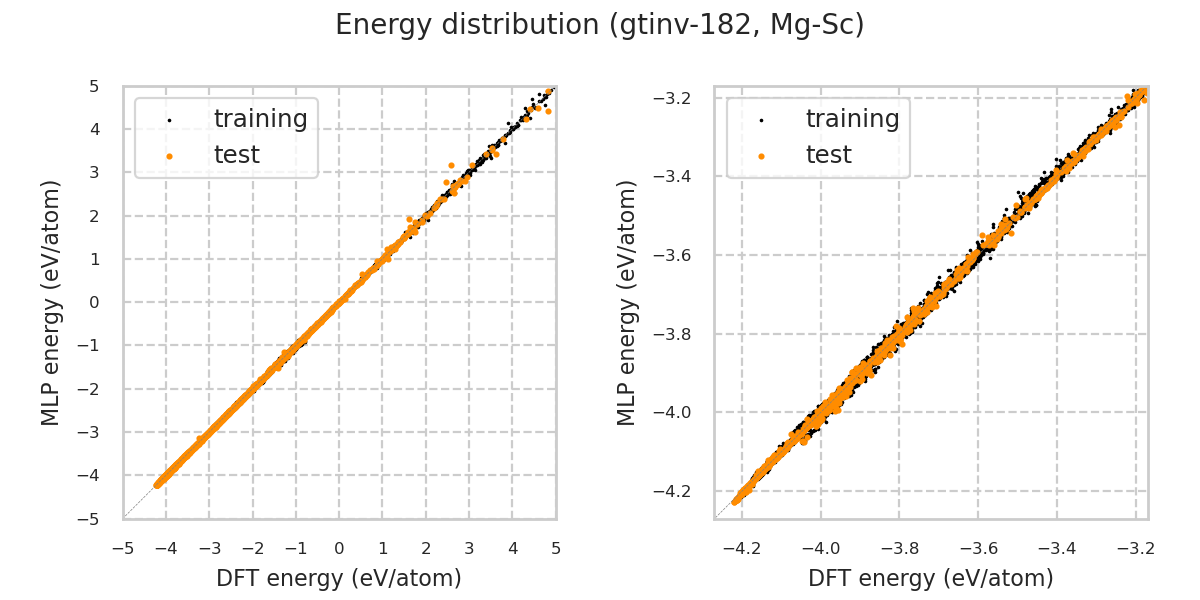 Energy distribution (gtinv-182, Mg-Sc)
MLP energy (eV/atom)
5
4
3
2
1
0
−1
−2
−3
−4
−5
training
test
−5 −4 −3 −2 −1 0 1 2 3 4 5
DFT energy (eV/atom)
MLP energy (eV/atom)
−3.2
−3.4
−3.6
−3.8
−4.0
−4.2
training
test
−4.2 −4.0 −3.8 −3.6 −3.4 −3.2
DFT energy (eV/atom)